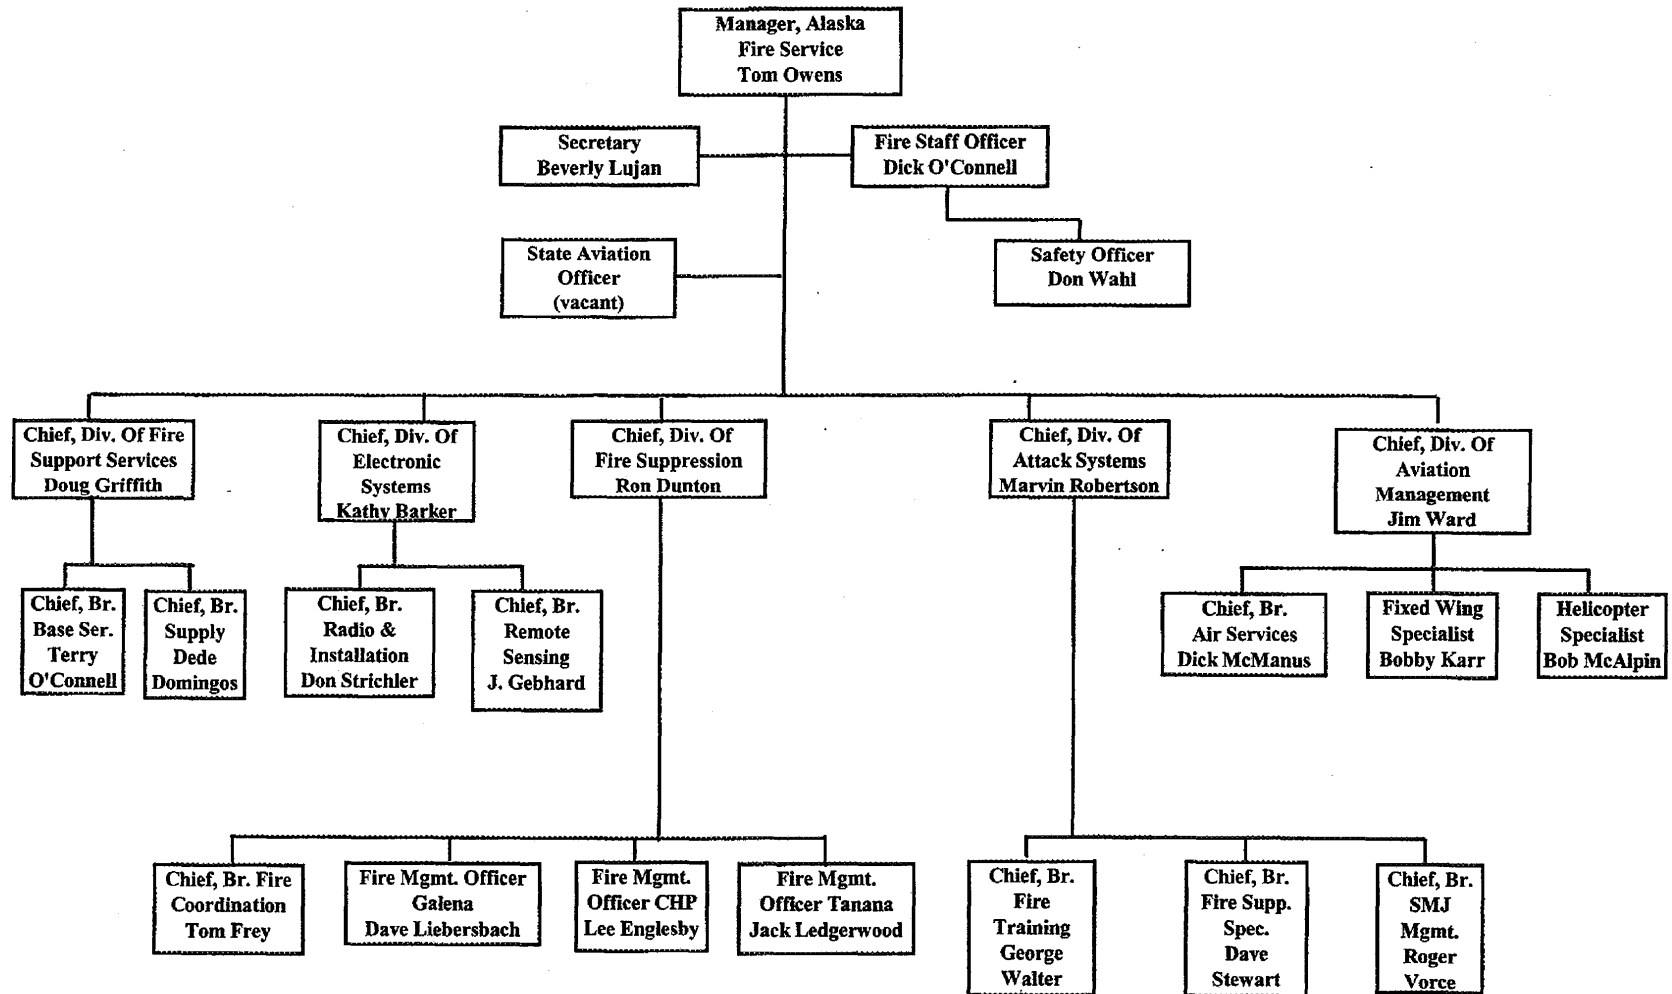 Manager, Alaska
Fire Service
Tom Owens
Secretary
Beverly Lujan
Fire Staff Officer
Dick O'Connell
State Aviation
Officer
(vacant)
Safety Officer
Don Wahl
Chief, Div. Of Fire
Support Services
Doug Griffith
Chief, Div. Of
Electronic
Systems
Kathy Barker
Chief, Div. Of
Fire Suppression
Ron Dunton
Chief, Div. Of
Attack Systems
Marvin Robertson
Chief, Div. Of
Aviation
Management
Jim Ward
Chief, Br.
Base Ser.
Terry
O'Connell
Chief, Br.
Supply
Dede
Domingos
Chief, Br.
Radio &
Installation
Don Strichler
Chief, Br.
Remote
Sensing
J. Gebhard
Chief, Br.
Air Services
Dick McManus
Fixed Wing
Specialist
Bobby Karr
Helicopter
Specialist
Bob McAlpin
Chief, Br. Fire
Coordination
Tom Frey
Fire Mgmt. Officer
Galena
Dave Liebersbach
Fire Mgmt.
Officer CHP
Lee Englesby
Fire Mgmt.
Officer Tanana
Jack Ledgerwood
Chief, Br.
Fire
Training
George
Walter
Chief, Br.
Fire Supp.
Spec.
Dave
Stewart
Chief, Br.
SMJ
Mgmt.
Roger
Vorce